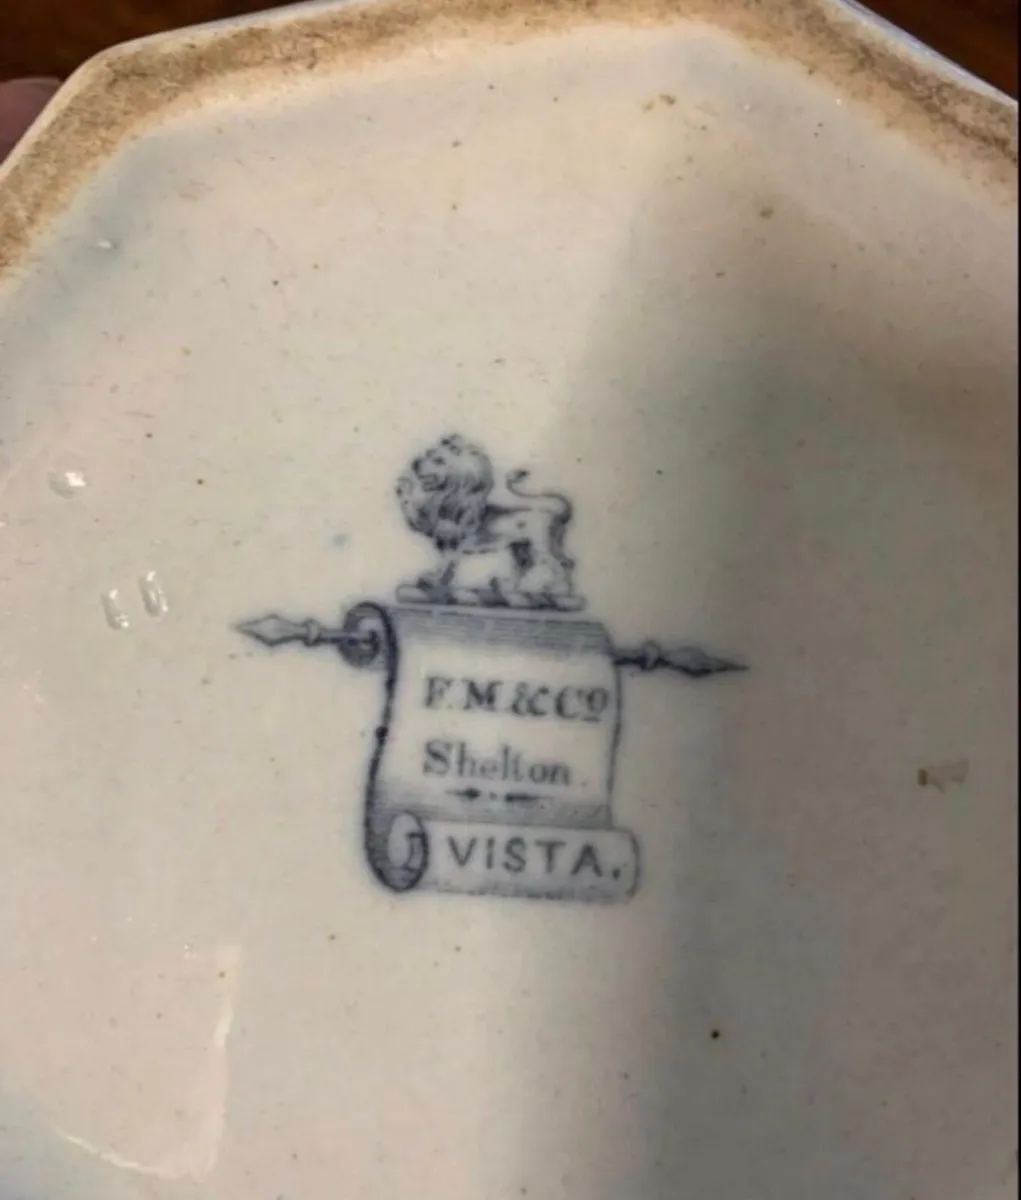 F. M. & Co
Shelton.
VISTA.